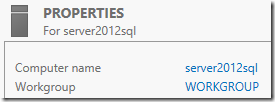 PROPERTIES
For server2012sql
Computer name server2012sql
Workgroup WORKGROUP